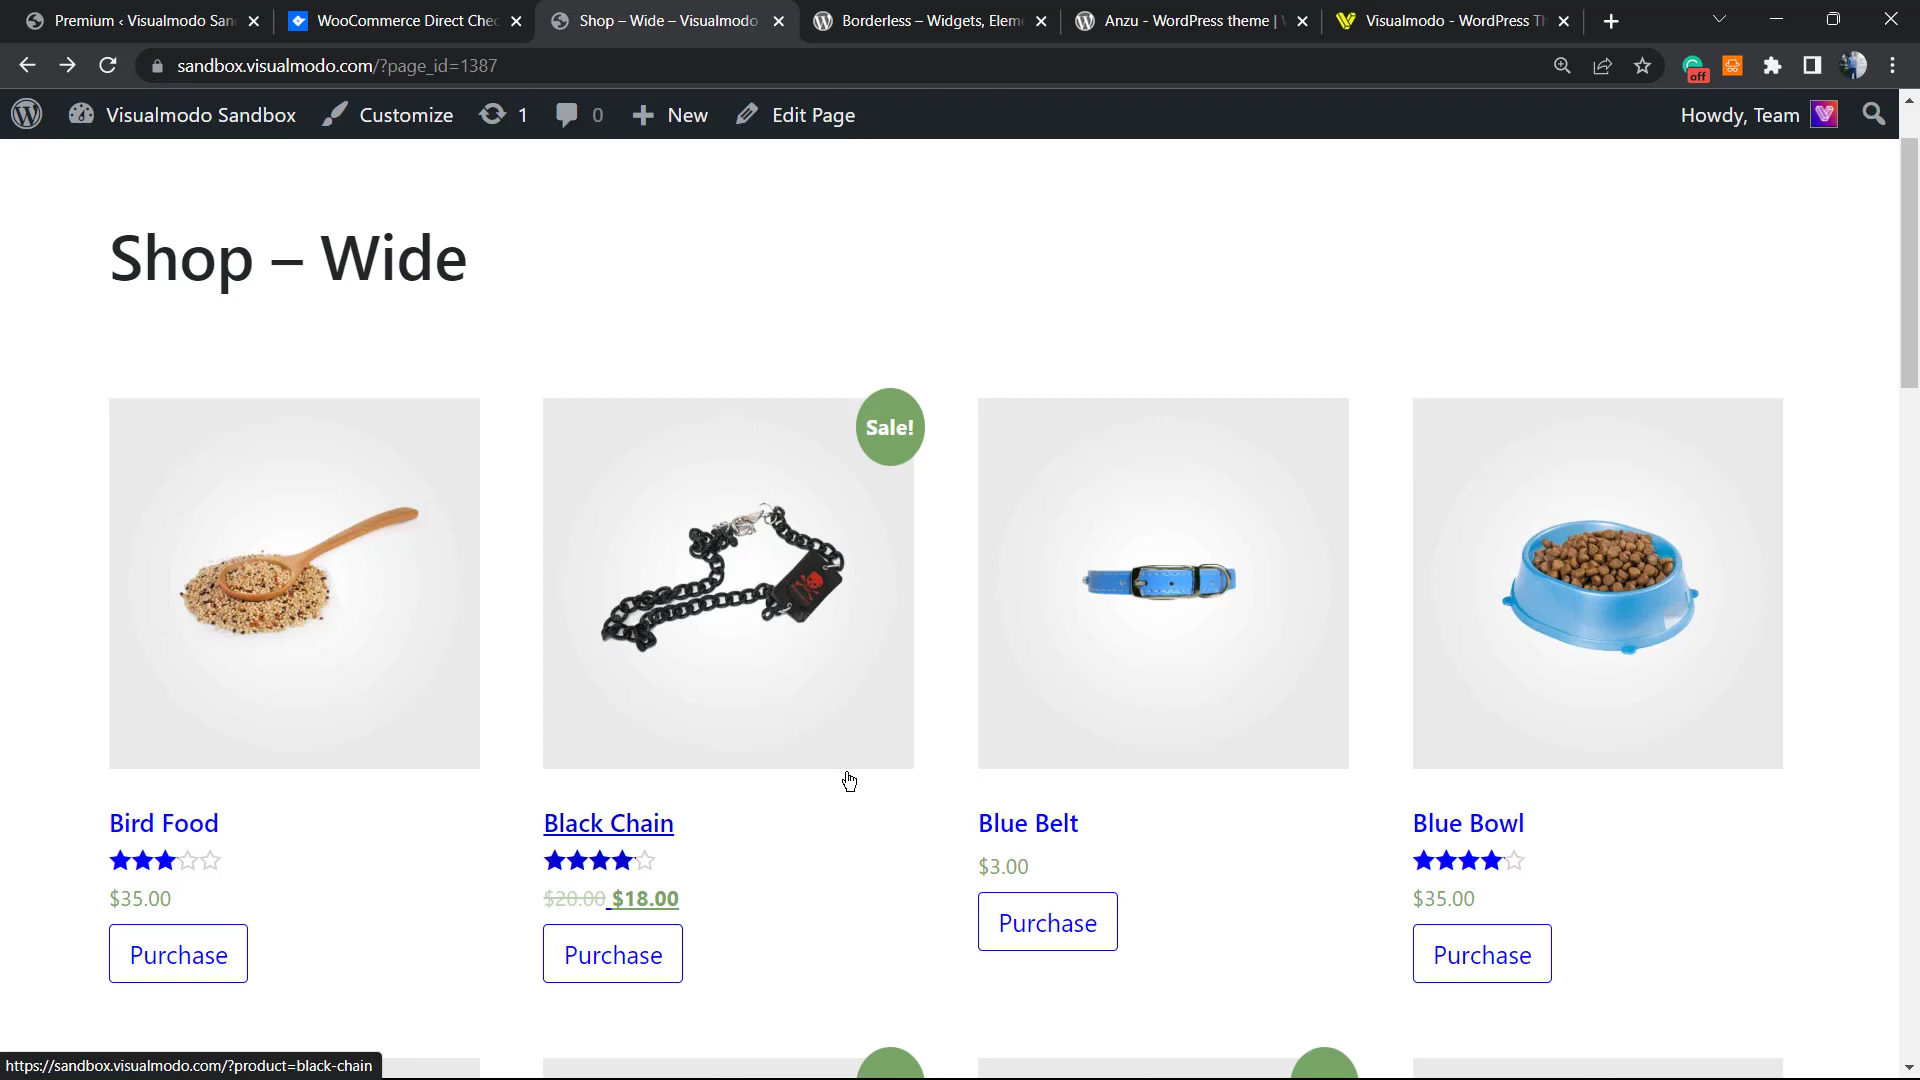 Premium ‹ Visualmodo San
WooCommerce Direct Chec
Shop – Wide – Visualmodo
Borderless – Widgets, Elem
Anzu - WordPress theme |
Visualmodo - WordPress Th
sandbox.visualmodo.com/?page_id=1387
off
Visualmodo Sandbox
Customize
1
0
New
Edit Page
Howdy, Team
Shop – Wide
Sale!
Bird Food
$35.00
Purchase
Black Chain
$20.00 $18.00
Purchase
Blue Belt
$3.00
Purchase
Blue Bowl
$35.00
Purchase
https://sandbox.visualmodo.com/?product=black-chain